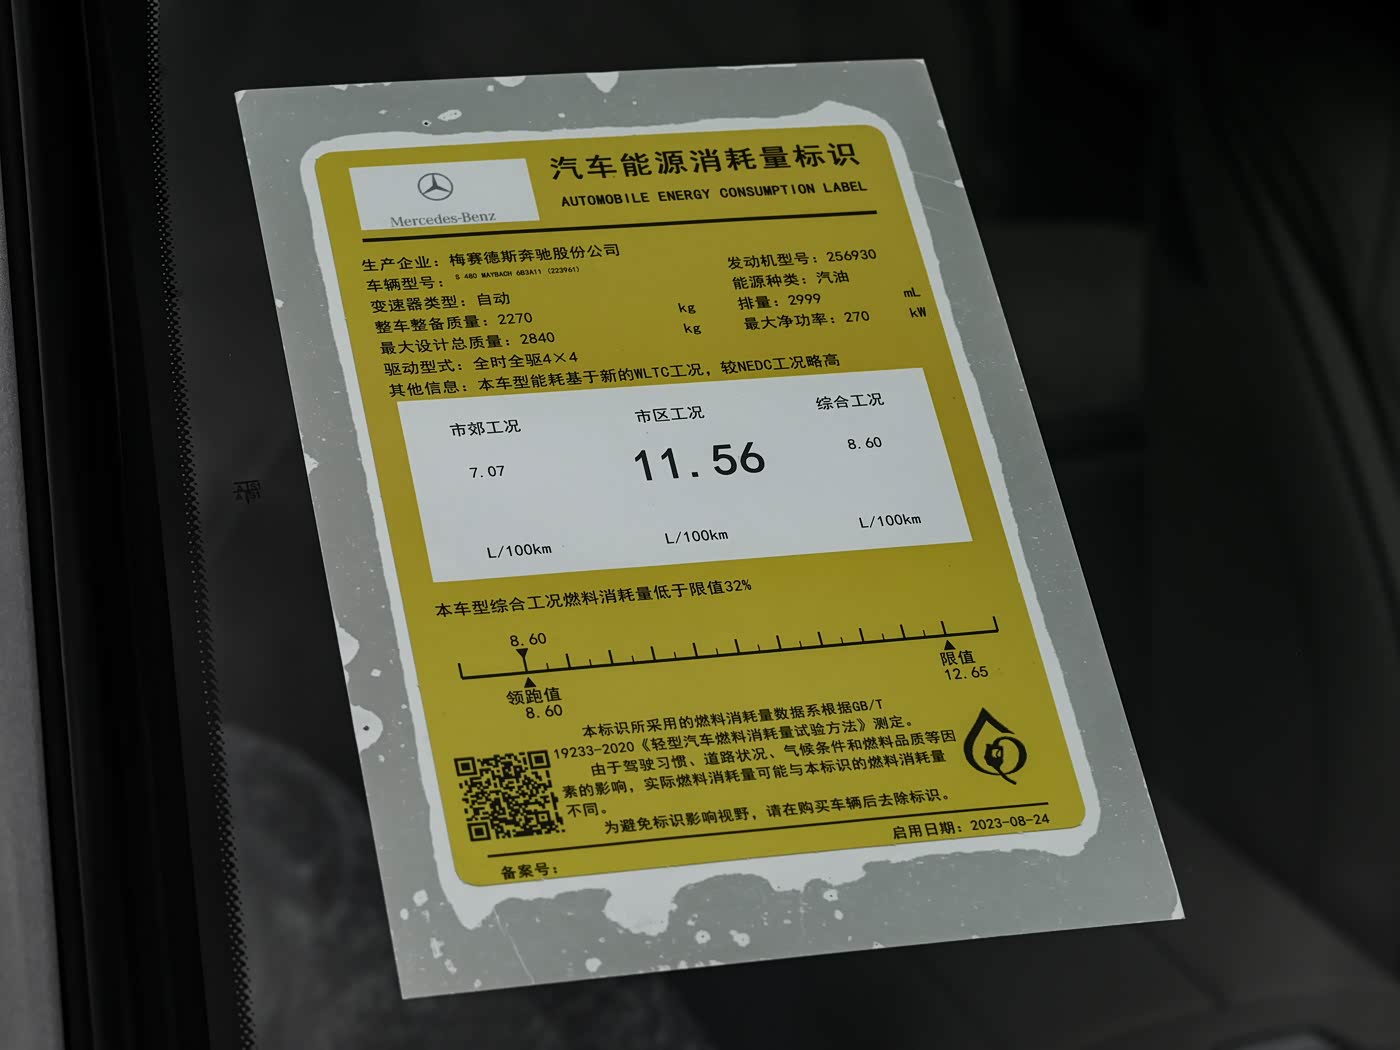 Mercedes-Benz
汽车能源消耗量标识
AUTOMOBILE ENERGY CONSUMPTION LABEL
生产企业：梅赛德斯奔驰股份公司
车辆型号：S 480 MAYBACH 6B3A11 (223961)
发动机型号：256930
变速器类型：自动
能源种类：汽油
整车整备质量：2270 kg
排量：2999 mL
最大设计总质量：2840 kg
最大净功率：270 kW
驱动型式：全时全驱4×4
其他信息：本车型能耗基于新的WLTC工况，较NEDC工况略高
市郊工况 市区工况 综合工况
7.07 11.56 8.60
L/100km L/100km L/100km
本车型综合工况燃料消耗量低于限值32%
8.60
领跑值 限值
8.60 12.65
本标识所采用的燃料消耗量数据系根据GB/T
19233-2020《轻型汽车燃料消耗量试验方法》测定。
由于驾驶习惯、道路状况、气候条件和燃料品质等因
素的影响，实际燃料消耗量可能与本标识的燃料消耗量
不同。
为避免标识影响视野，请在购买车辆后去除标识。
备案号： 启用日期：2023-08-24